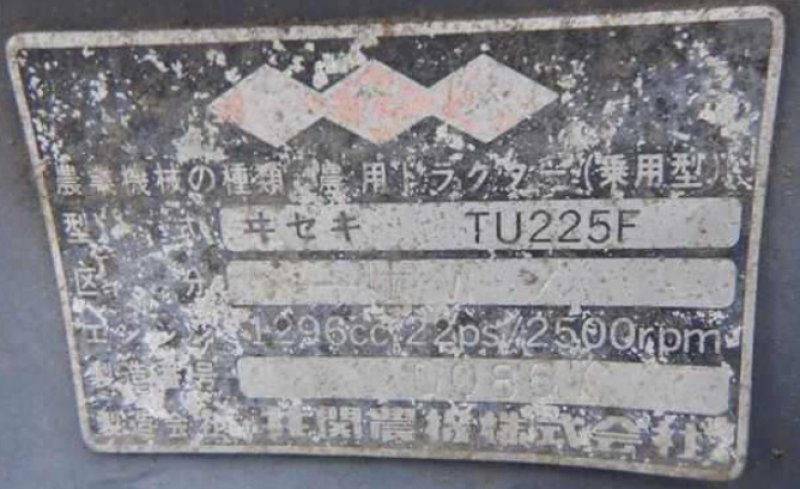 農業機械の種類 農用トラクター(乗用型)
型 式 ヰセキ TU225F
区 分
エンジン 1296cc 22ps/2500rpm
製造番号
製造会社 井関農機株式会社